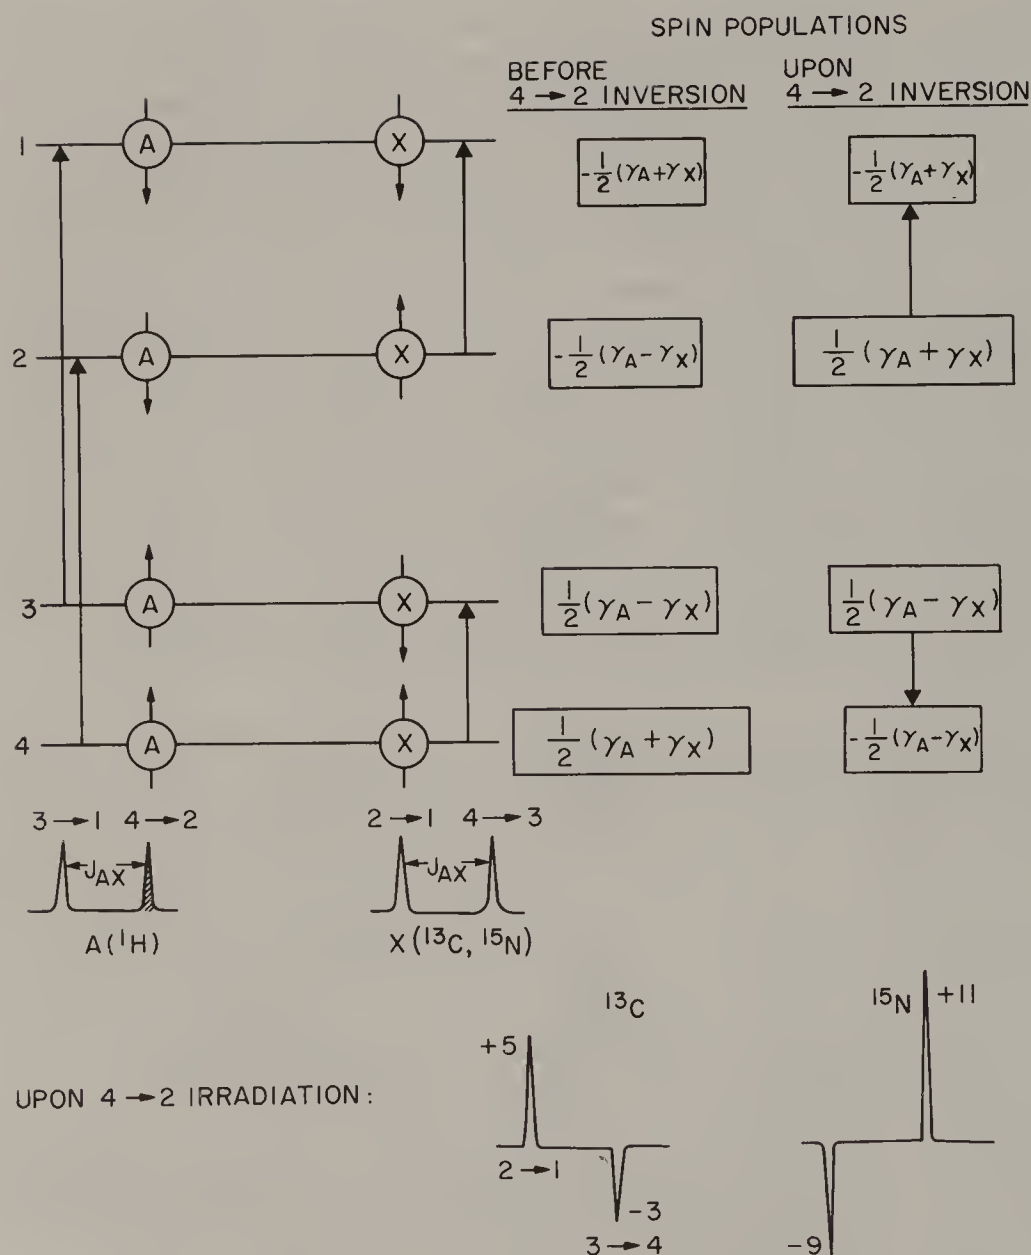 SPIN POPULATIONS
BEFORE
4 → 2 INVERSION
UPON
4 → 2 INVERSION
1 A X -½(γA+γX) -½(γA+γX)
2 A X -½(γA-γX) ½(γA+γX)
3 A X ½(γA-γX) ½(γA-γX)
4 A X ½(γA+γX) -½(γA-γX)
3→1 4→2 2→1 4→3
JAX JAX
A(¹H) X(¹³C, ¹⁵N)
¹³C ¹⁵N +11
+5
UPON 4→2 IRRADIATION:
2→1
-3
3→4 -9